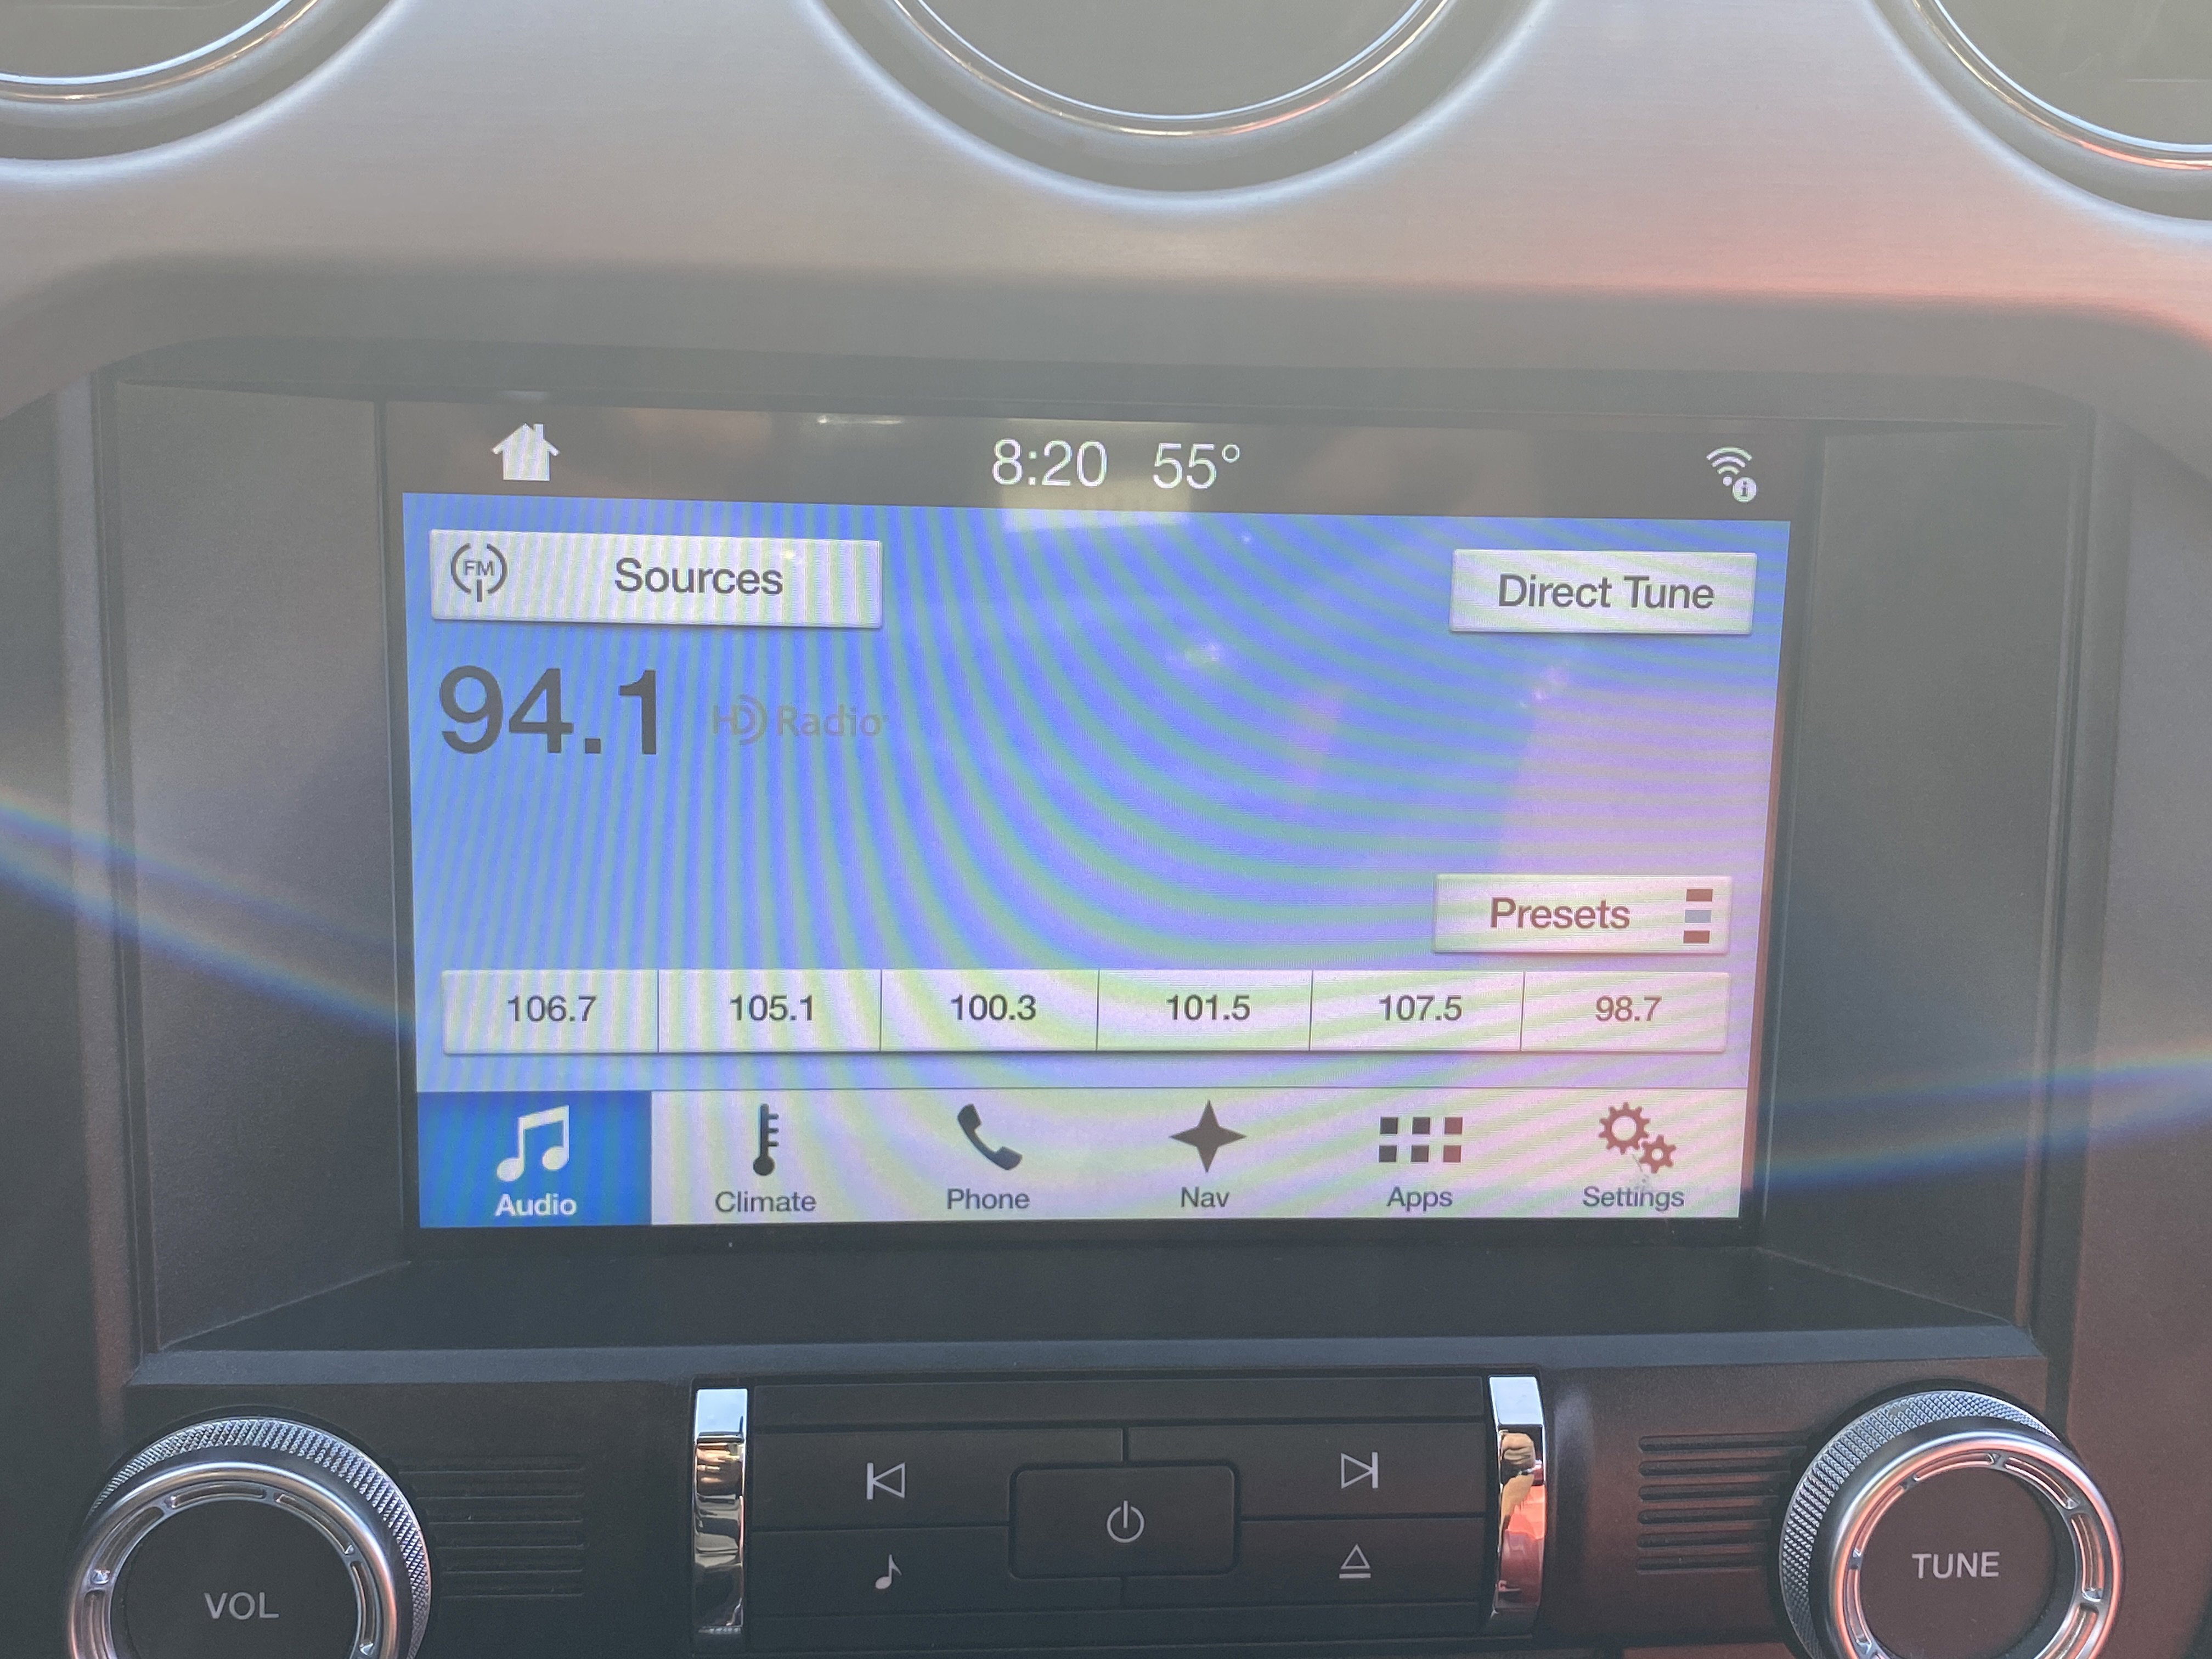 8:20 55°
FM Sources
Direct Tune
94.1 HD Radio
Presets
106.7 105.1 100.3 101.5 107.5 98.7
Audio Climate Phone Nav Apps Settings
VOL
TUNE